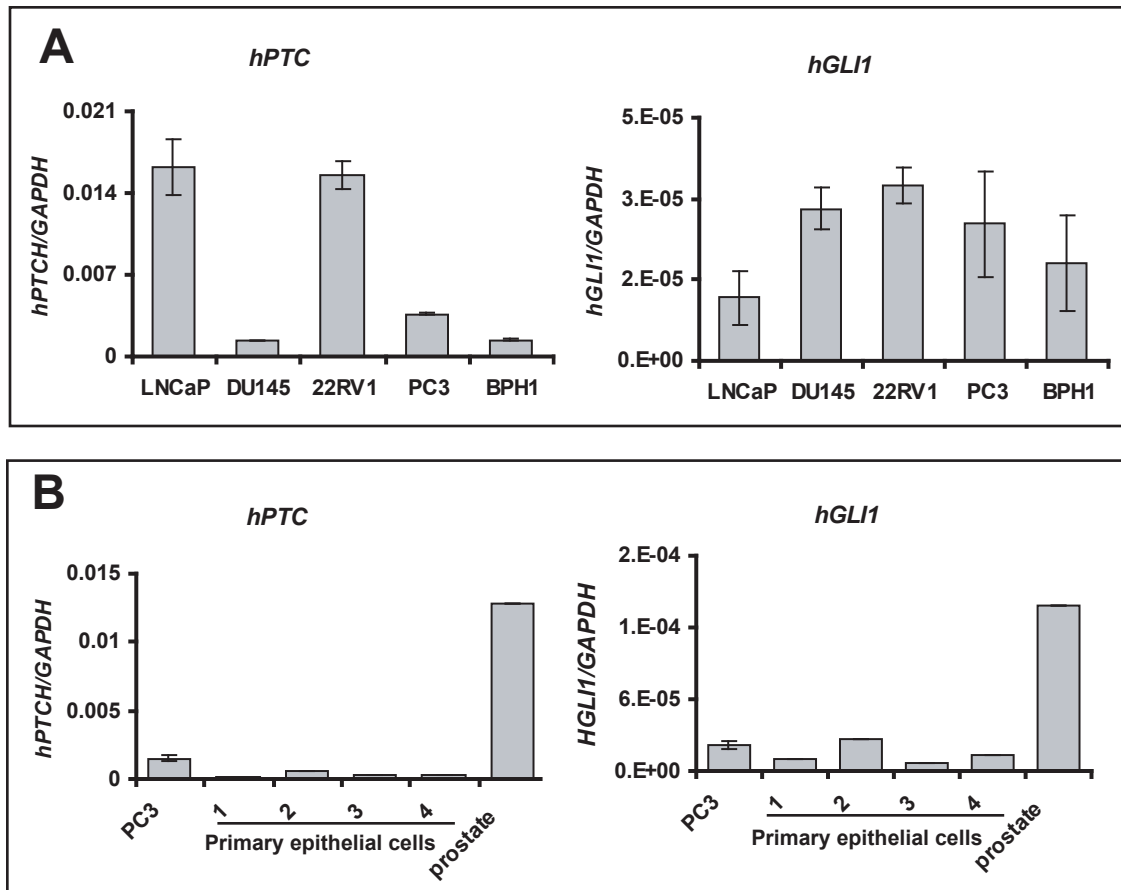 A
hPTC
hPTCH/GAPDH
0.021
0.014
0.007
0
LNCaP DU145 22RV1 PC3 BPH1
hGLI1
hGLI1/GAPDH
5.E-05
3.E-05
2.E-05
0.E+00
LNCaP DU145 22RV1 PC3 BPH1
B
hPTC
hPTCH/GAPDH
0.015
0.01
0.005
0
PC3 1 2 3 4 prostate
Primary epithelial cells
hGLI1
HGLI1/GAPDH
2.E-04
1.E-04
6.E-05
0.E+00
PC3 1 2 3 4 prostate
Primary epithelial cells